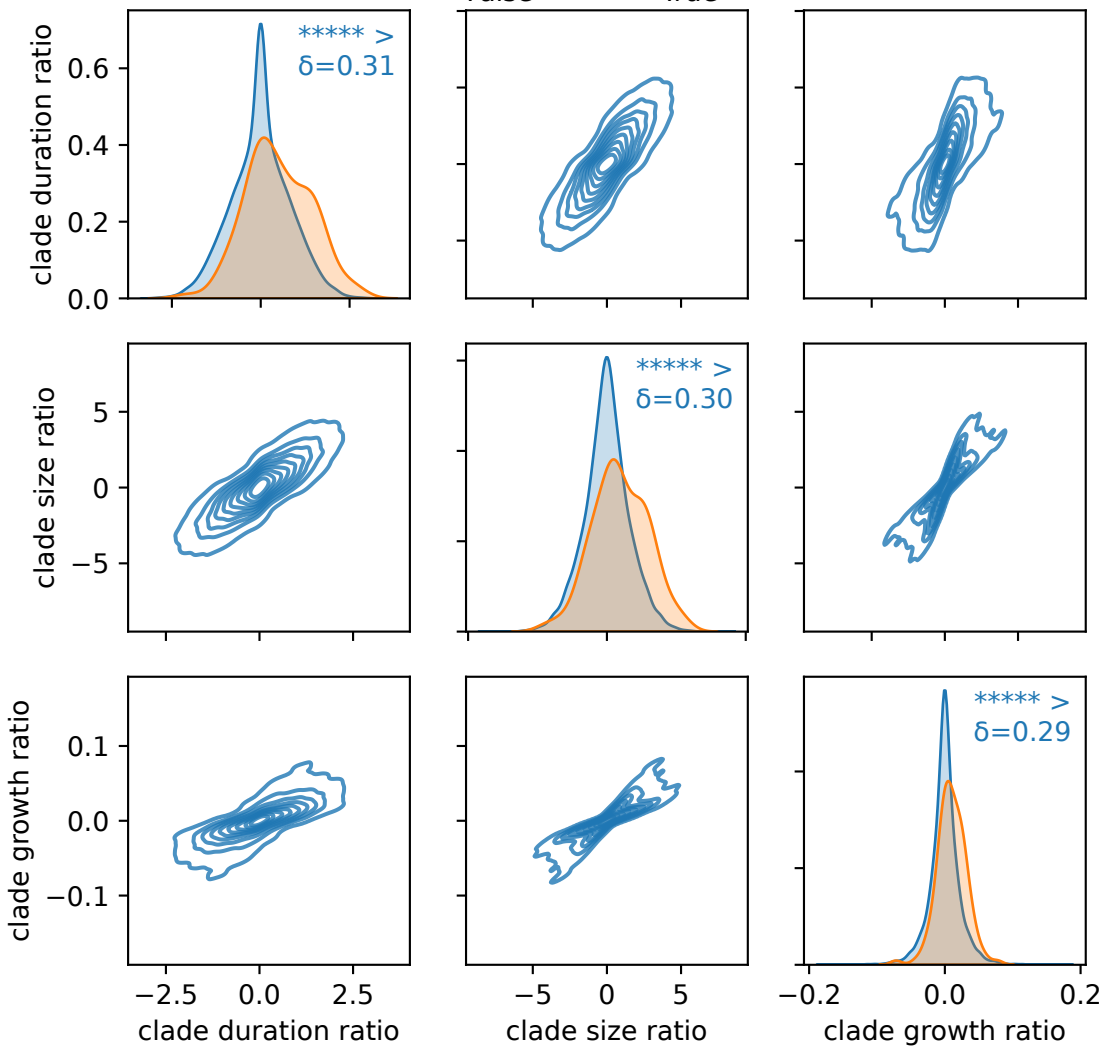 clade duration ratio
0.6
0.4
0.2
0.0
***** >
δ=0.31
clade size ratio
5
0
−5
***** >
δ=0.30
clade growth ratio
0.1
0.0
−0.1
***** >
δ=0.29
−2.5 0.0 2.5
−5 0 5
−0.2 0.0 0.2
clade duration ratio
clade size ratio
clade growth ratio